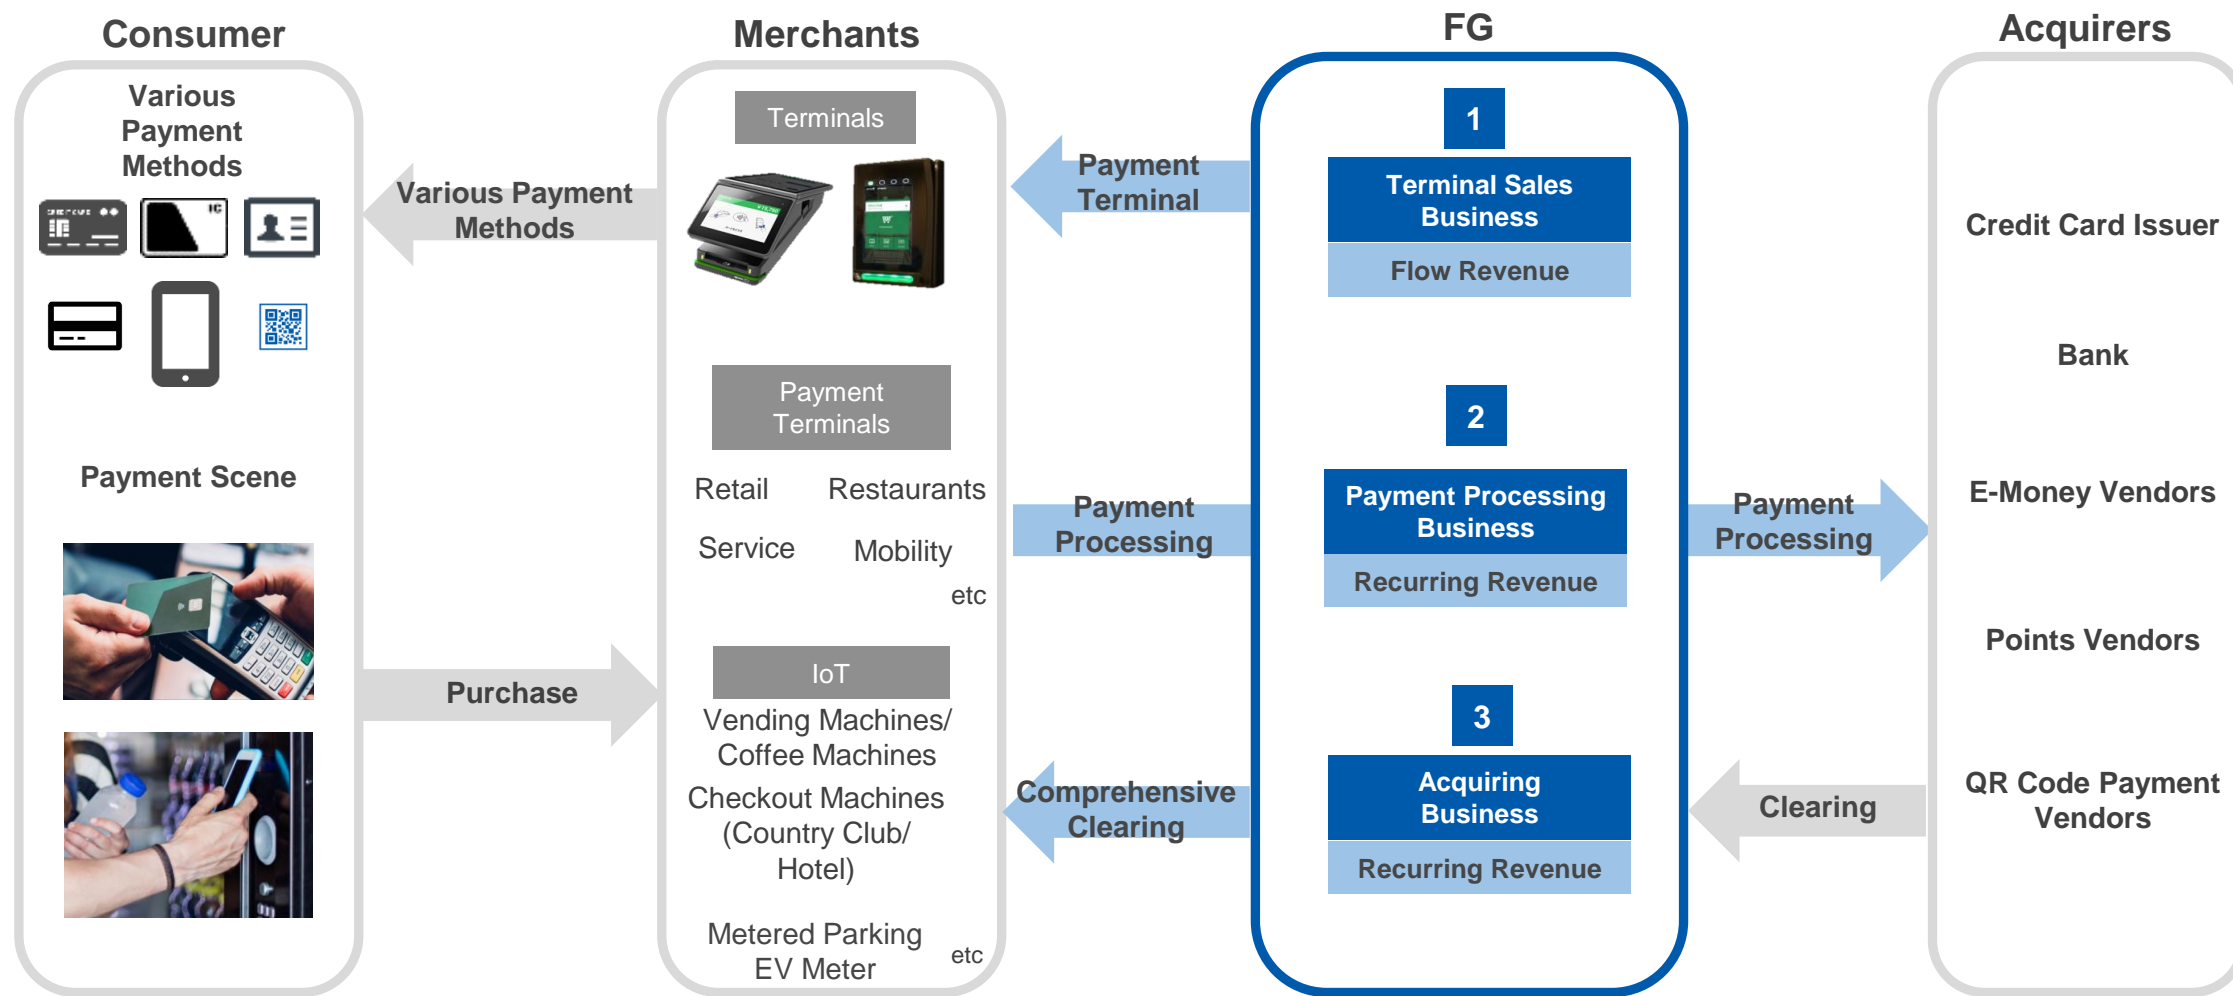 Consumer
Various
Payment
Methods
IC
Payment Scene
Various Payment
Methods
Purchase
Merchants
Terminals
Payment
Terminals
Retail
Restaurants
Service
Mobility
etc
IoT
Vending Machines/
Coffee Machines
Checkout Machines
(Country Club/
Hotel)
Metered Parking
EV Meter
etc
Payment
Terminal
Payment
Processing
Comprehensive
Clearing
FG
1
Terminal Sales
Business
Flow Revenue
2
Payment Processing
Business
Recurring Revenue
3
Acquiring
Business
Recurring Revenue
Payment
Processing
Clearing
Acquirers
Credit Card Issuer
Bank
E-Money Vendors
Points Vendors
QR Code Payment
Vendors